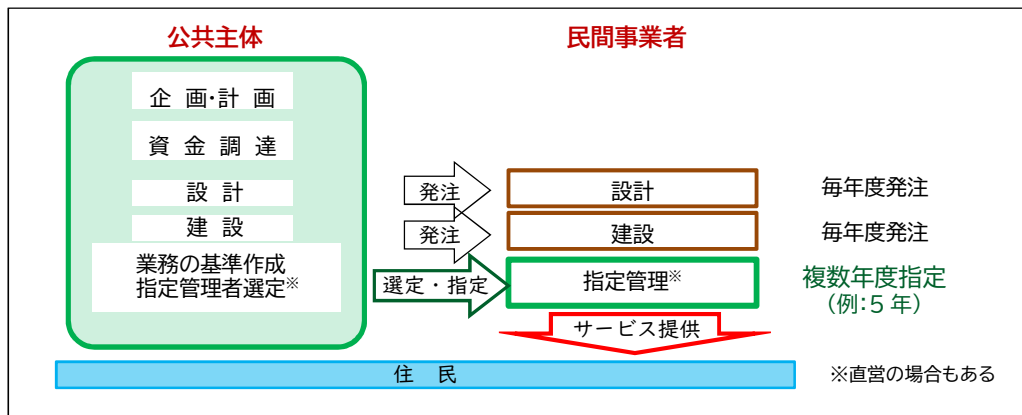 公共主体
民間事業者
企画・計画
資金調達
設計
発注
設計
毎年度発注
建設
発注
建設
毎年度発注
業務の基準作成
指定管理者選定※
選定・指定
指定管理※
複数年度指定
(例:5年)
サービス提供
住民
※直営の場合もある